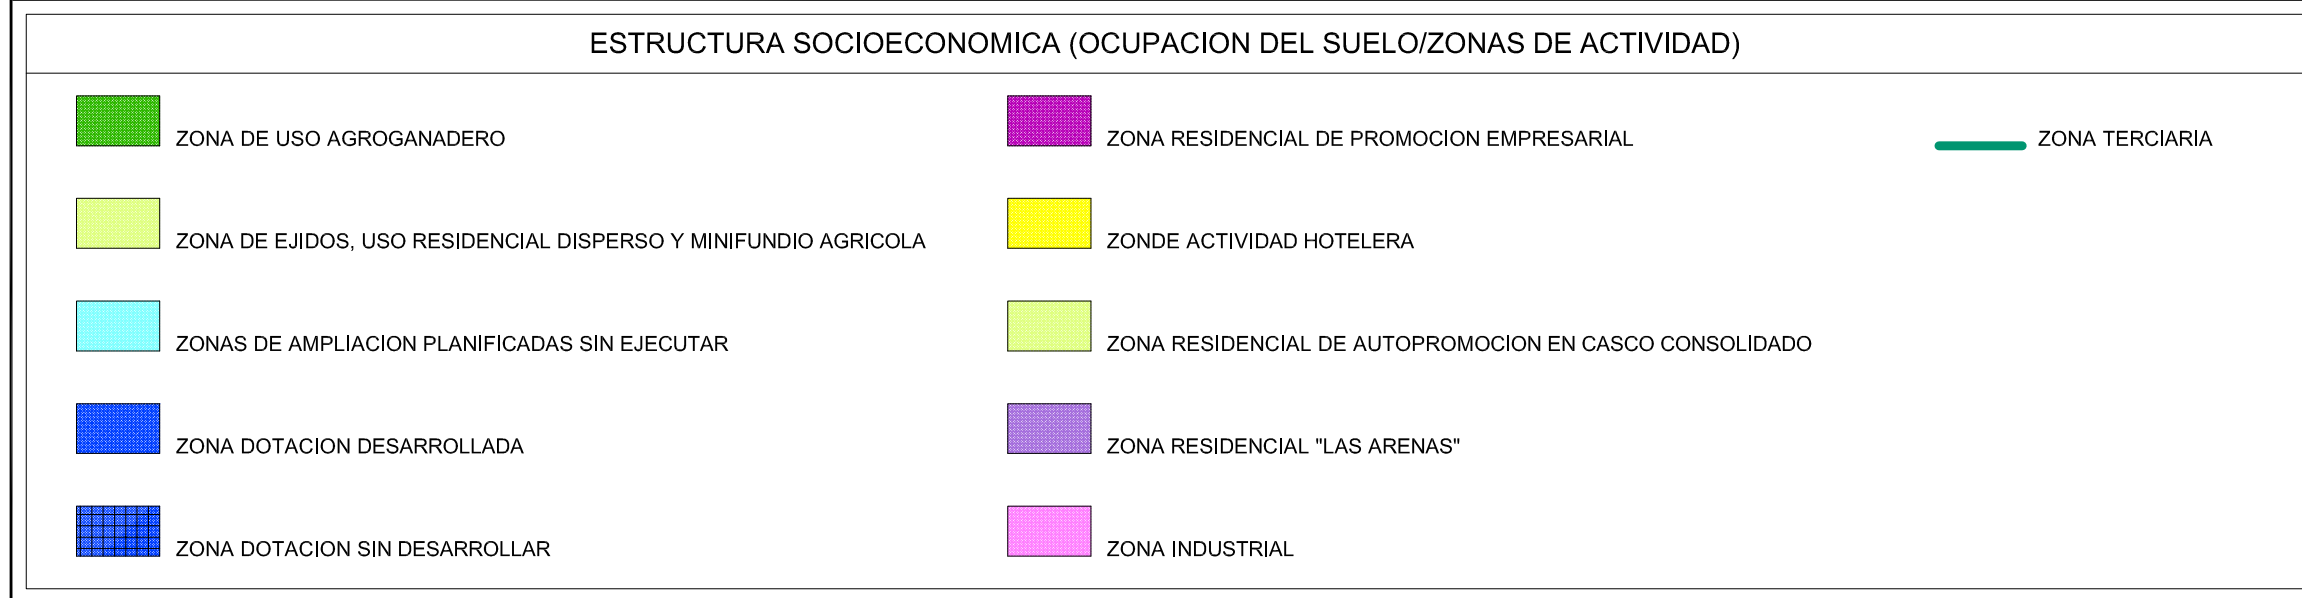 ESTRUCTURA SOCIOECONOMICA (OCUPACION DEL SUELO/ZONAS DE ACTIVIDAD)
ZONA DE USO AGROGANADERO
ZONA DE EJIDOS, USO RESIDENCIAL DISPERSO Y MINIFUNDIO AGRICOLA
ZONAS DE AMPLIACION PLANIFICADAS SIN EJECUTAR
ZONA DOTACION DESARROLLADA
ZONA DOTACION SIN DESARROLLAR
ZONA RESIDENCIAL DE PROMOCION EMPRESARIAL
ZONDE ACTIVIDAD HOTELERA
ZONA RESIDENCIAL DE AUTOPROMOCION EN CASCO CONSOLIDADO
ZONA RESIDENCIAL "LAS ARENAS"
ZONA INDUSTRIAL
ZONA TERCIARIA